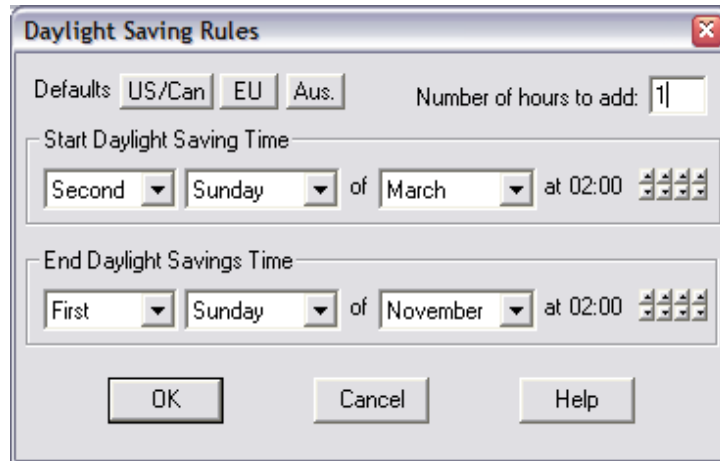 Daylight Saving Rules
Defaults US/Can EU Aus. Number of hours to add: 1
Start Daylight Saving Time
Second Sunday of March at 02:00
End Daylight Savings Time
First Sunday of November at 02:00
OK Cancel Help